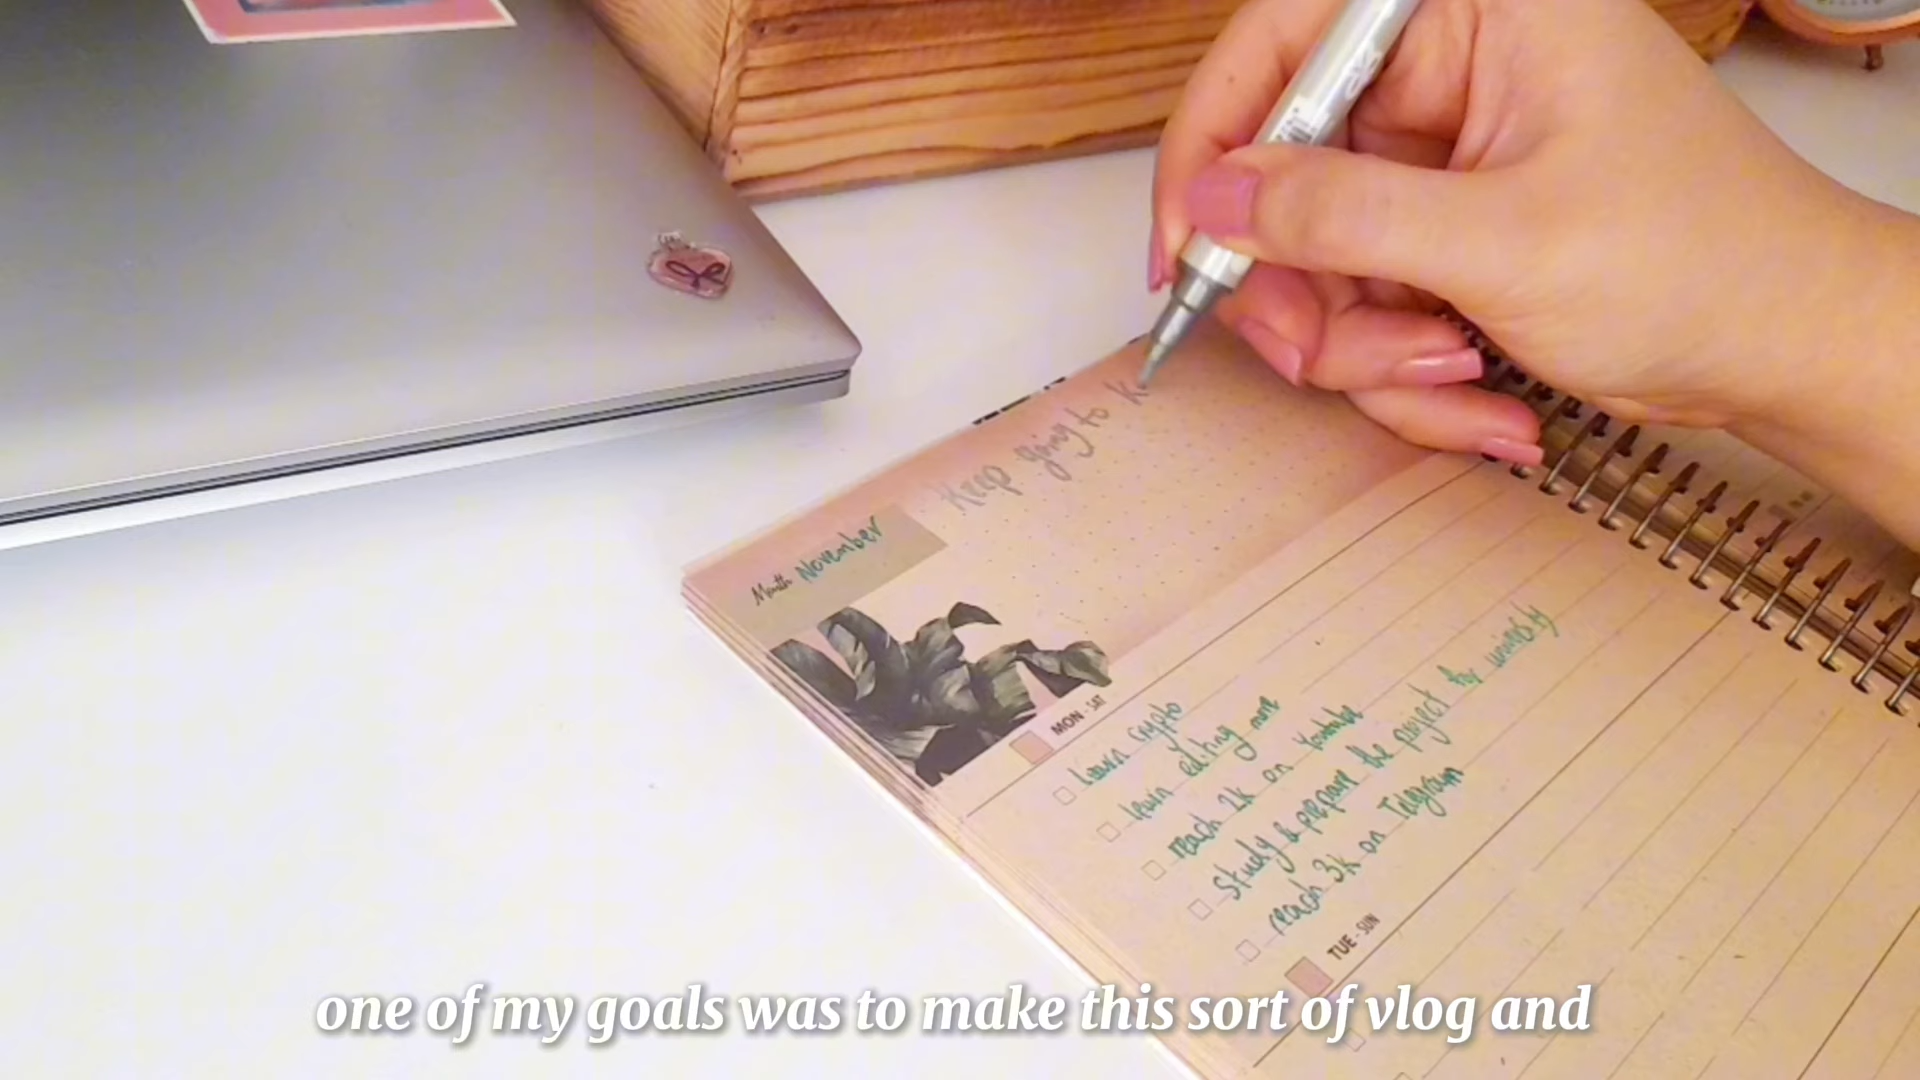 Keep going to K
Month November
MON - SAT
learn crypto
learn editing more
reach 2k on Youtube
study & prepare the project for university
reach 3k on Telegram
TUE - SUN
one of my goals was to make this sort of vlog and